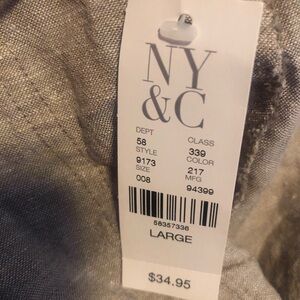 NY
&C
DEPT CLASS
58 339
STYLE COLOR
9173 217
SIZE MFG
008 94399
58357336
LARGE
$34.95